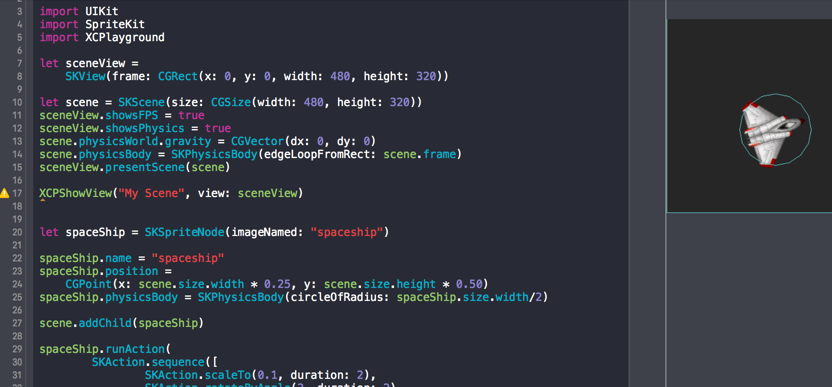 3 import UIKit
4 import SpriteKit
5 import XCPlayground
6
7 let sceneView =
8 SKView(frame: CGRect(x: 0, y: 0, width: 480, height: 320))
9
10 let scene = SKScene(size: CGSize(width: 480, height: 320))
11 sceneView.showsFPS = true
12 sceneView.showsPhysics = true
13 scene.physicsWorld.gravity = CGVector(dx: 0, dy: 0)
14 scene.physicsBody = SKPhysicsBody(edgeLoopFromRect: scene.frame)
15 sceneView.presentScene(scene)
16
17 XCPShowView("My Scene", view: sceneView)
18
19
20 let spaceShip = SKSpriteNode(imageNamed: "spaceship")
21
22 spaceShip.name = "spaceship"
23 spaceShip.position =
24 CGPoint(x: scene.size.width * 0.25, y: scene.size.height * 0.50)
25 spaceShip.physicsBody = SKPhysicsBody(circleOfRadius: spaceShip.size.width/2)
26
27 scene.addChild(spaceShip)
28
29 spaceShip.runAction(
30 SKAction.sequence([
31 SKAction.scaleTo(0.1, duration: 2),